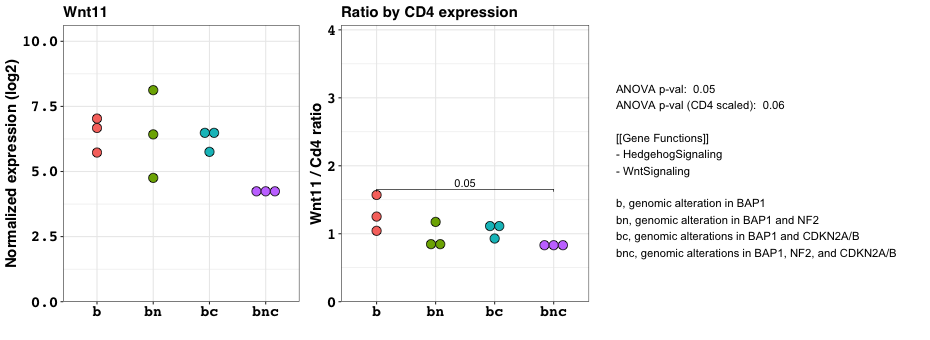 Wnt11
Normalized expression (log2)
10.0
7.5
5.0
2.5
0.0
b bn bc bnc
Ratio by CD4 expression
Wnt11 / Cd4 ratio
4
3
2
1
0
0.05
b bn bc bnc
ANOVA p-val: 0.05
ANOVA p-val (CD4 scaled): 0.06
[[Gene Functions]]
- HedgehogSignaling
- WntSignaling
b, genomic alteration in BAP1
bn, genomic alteration in BAP1 and NF2
bc, genomic alterations in BAP1 and CDKN2A/B
bnc, genomic alterations in BAP1, NF2, and CDKN2A/B